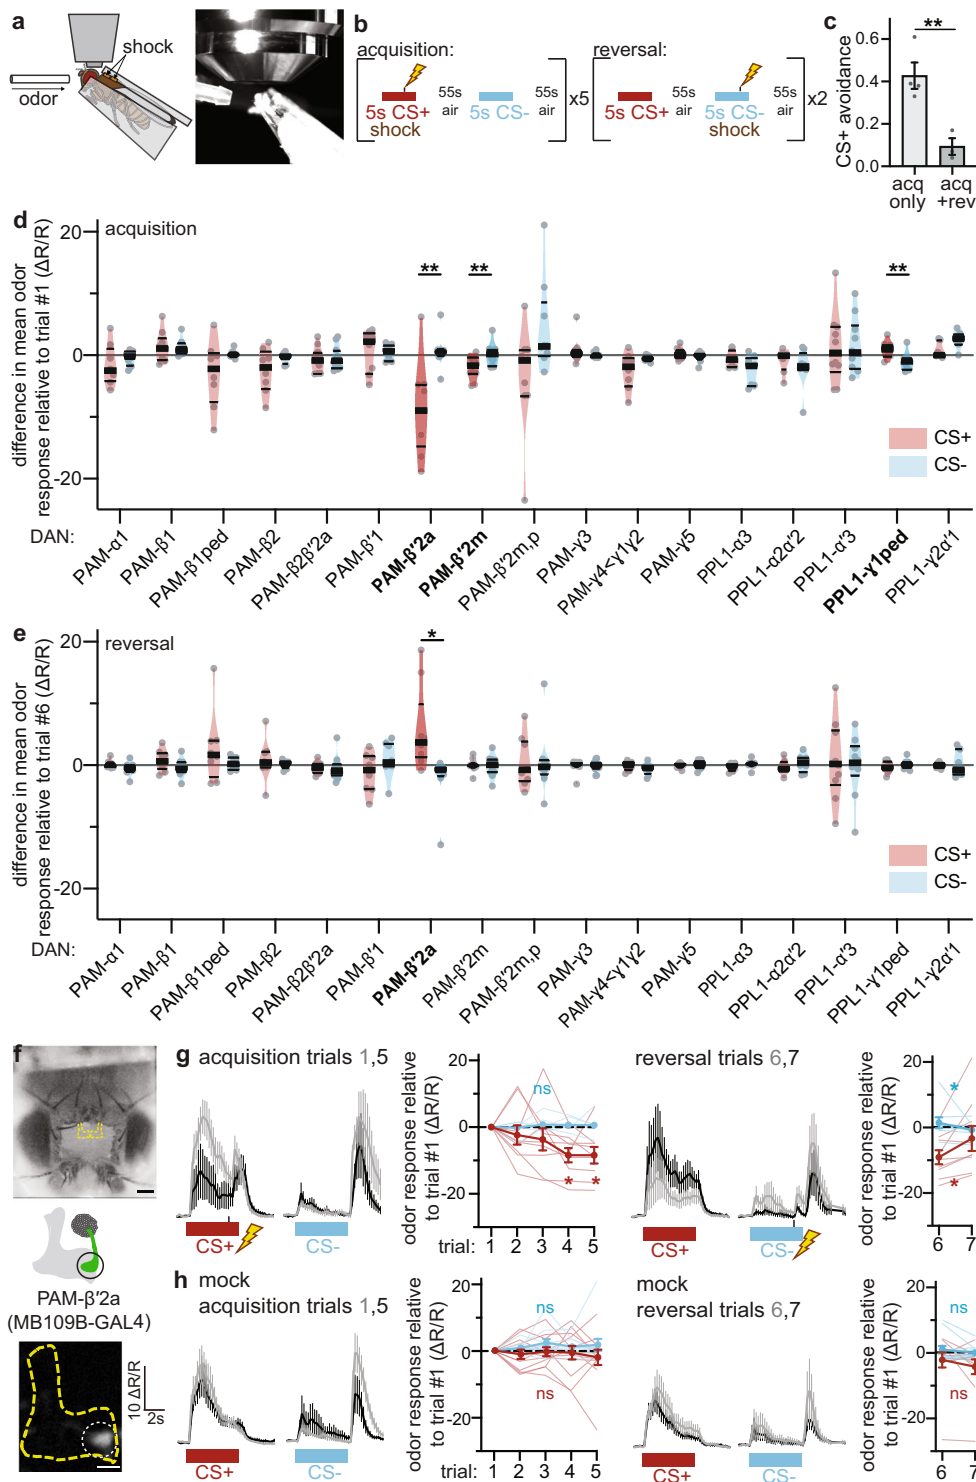 a
shock
odor
b
acquisition:
5s CS+
shock
55s
air
5s CS-
55s
air
x5
reversal:
5s CS+
55s
air
5s CS-
shock
55s
air
x2
c
CS+ avoidance
0.6
0.4
0.2
0.0
**
acq
only
acq
+rev
d
acquisition
difference in mean odor
response relative to trial #1 (ΔR/R)
20
0
-20
**
**
**
CS+
CS-
DAN:
PAM-α1
PAM-β1
PAM-β1ped
PAM-β2
PAM-β2β'2a
PAM-β'1
PAM-β'2a
PAM-β'2m
PAM-β'2m,p
PAM-γ3
PAM-γ4<γ1γ2
PAM-γ5
PPL1-α3
PPL1-α2α'2
PPL1-α'3
PPL1-γ1ped
PPL1-γ2α'1
e
reversal
difference in mean odor
response relative to trial #6 (ΔR/R)
20
0
-20
*
CS+
CS-
DAN:
PAM-α1
PAM-β1
PAM-β1ped
PAM-β2
PAM-β2β'2a
PAM-β'1
PAM-β'2a
PAM-β'2m
PAM-β'2m,p
PAM-γ3
PAM-γ4<γ1γ2
PAM-γ5
PPL1-α3
PPL1-α2α'2
PPL1-α'3
PPL1-γ1ped
PPL1-γ2α'1
f
PAM-β'2a
(MB109B-GAL4)
10 ΔR/R
2s
g
acquisition trials 1,5
CS+
CS-
odor response relative
to trial #1 (ΔR/R)
20
0
-20
ns
*
*
trial:
1
2
3
4
5
reversal trials 6,7
CS+
CS-
odor response relative
to trial #1 (ΔR/R)
20
0
-20
*
*
6
7
h
mock
acquisition trials 1,5
CS+
CS-
odor response relative
to trial #1 (ΔR/R)
20
0
-20
ns
ns
trial:
1
2
3
4
5
mock
reversal trials 6,7
CS+
CS-
odor response relative
to trial #1 (ΔR/R)
20
0
-20
ns
ns
6
7